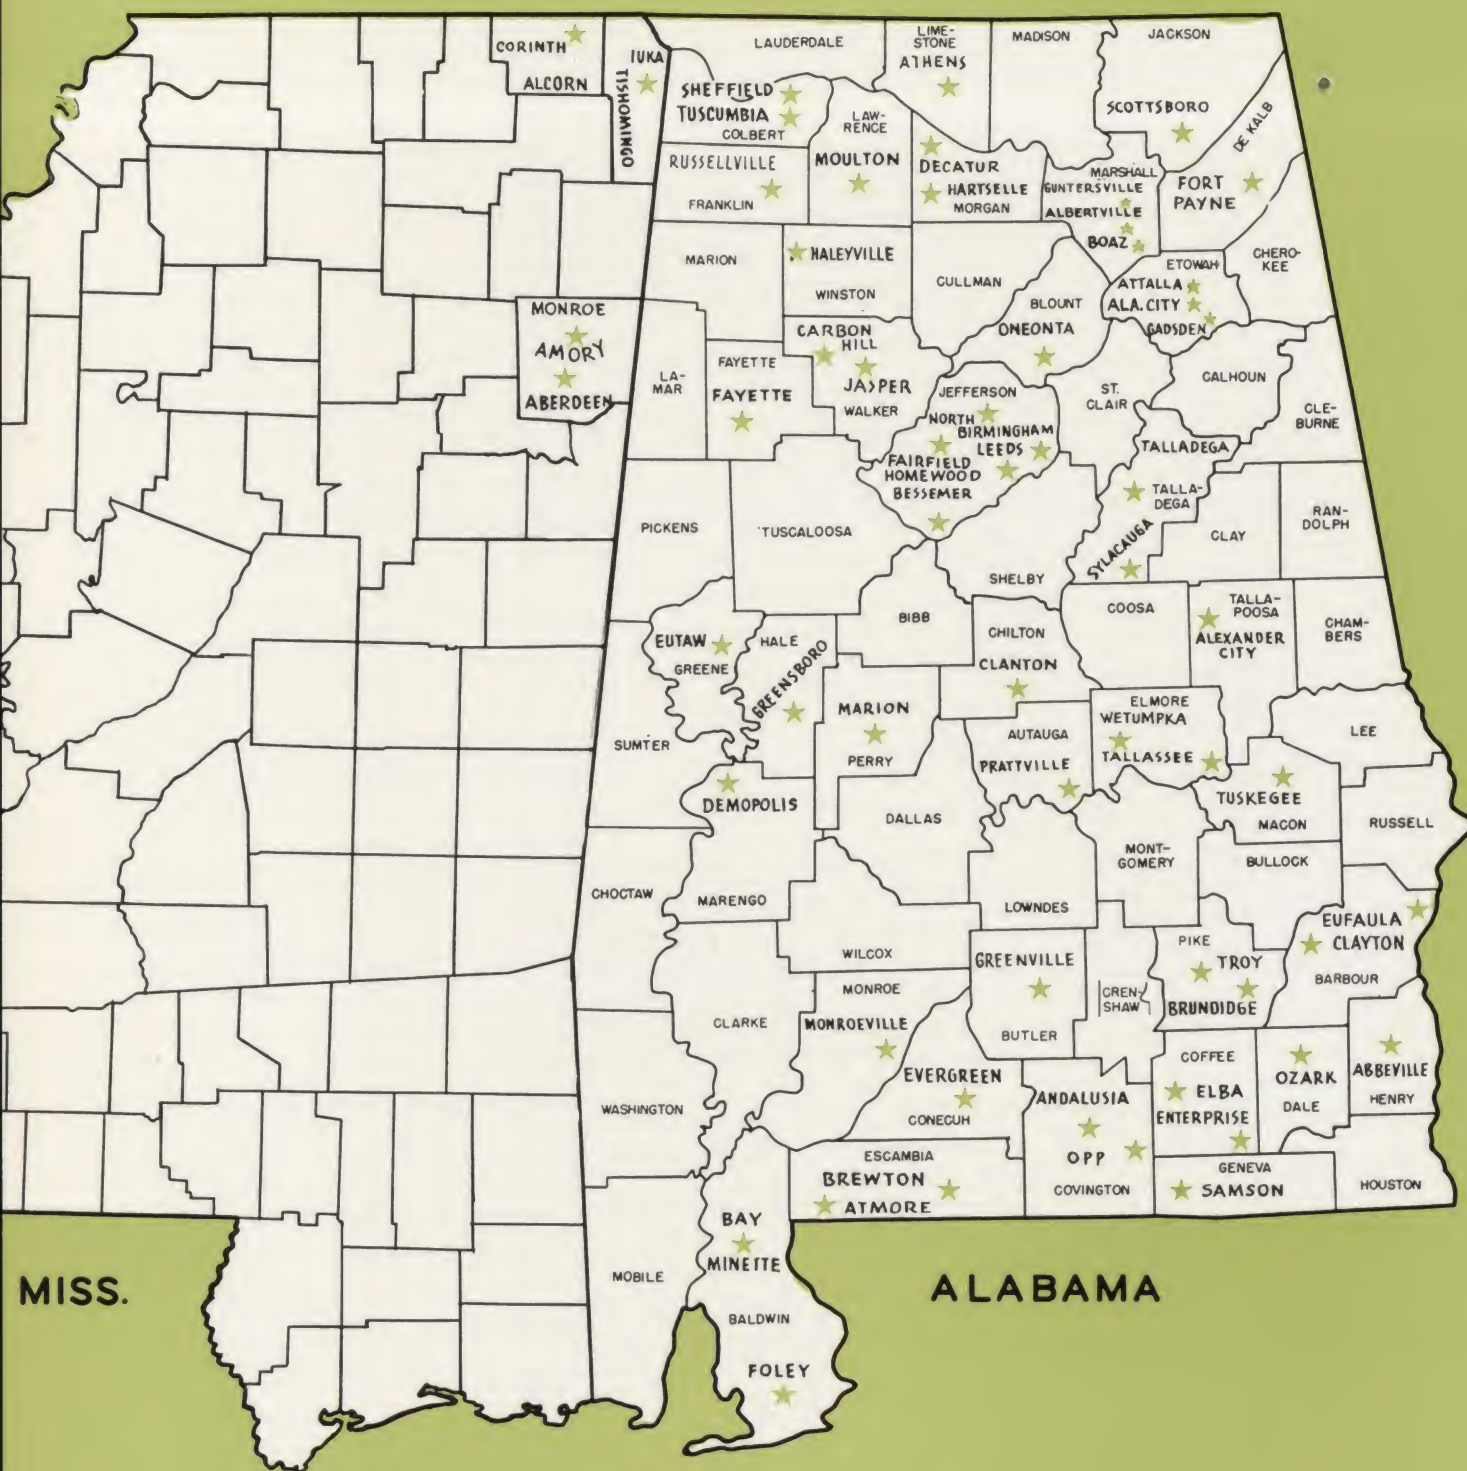 CORINTH
ALCORN
IUKA
TISHOMINGO
MONROE
AMORY
ABERDEEN
MISS.
LAUDERDALE
LIME-
STONE
ATHENS
MADISON
JACKSON
SCOTTSBORO
DE KALB
SHEFFIELD
TUSCUMBIA
COLBERT
LAW-
RENCE
MOULTON
RUSSELLVILLE
FRANKLIN
DECATUR
HARTSELLE
MORGAN
MARSHALL
GUNTERSVILLE
ALBERTVILLE
BOAZ
FORT
PAYNE
MARION
HALEYVILLE
WINSTON
CULLMAN
BLOUNT
ONEONTA
ETOWAH
ATTALLA
ALA. CITY
GADSDEN
CHERO-
KEE
LA-
MAR
FAYETTE
FAYETTE
CARBON
HILL
JASPER
WALKER
JEFFERSON
NORTH
BIRMINGHAM
LEEDS
FAIRFIELD
HOMEWOOD
BESSEMER
ST.
CLAIR
CALHOUN
CLE-
BURNE
TALLADEGA
TALLA-
DEGA
SYLACAUGA
CLAY
RAN-
DOLPH
PICKENS
TUSCALOOSA
SHELBY
BIBB
COOSA
TALLA-
POOSA
ALEXANDER
CITY
CHAM-
BERS
EUTAW
GREENE
HALE
GREENSBORO
CHILTON
CLANTON
SUMTER
MARION
PERRY
AUTAUGA
PRATTVILLE
ELMORE
WETUMPKA
TALLASSEE
LEE
DEMOPOLIS
MARENGO
DALLAS
TUSKEGEE
MACON
RUSSELL
MONT-
GOMERY
BULLOCK
CHOCTAW
LOWNDES
WILCOX
EUFAULA
CLAYTON
BARBOUR
PIKE
TROY
BRUNDIDGE
GREENVILLE
BUTLER
CREN-
SHAW
CLARKE
MONROE
MONROEVILLE
EVERGREEN
CONECUH
COFFEE
ELBA
ENTERPRISE
OZARK
DALE
ABBEVILLE
HENRY
WASHINGTON
ANDALUSIA
OPP
COVINGTON
ESCAMBIA
BREWTON
ATMORE
GENEVA
SAMSON
HOUSTON
MOBILE
BAY
MINETTE
BALDWIN
FOLEY
ALABAMA